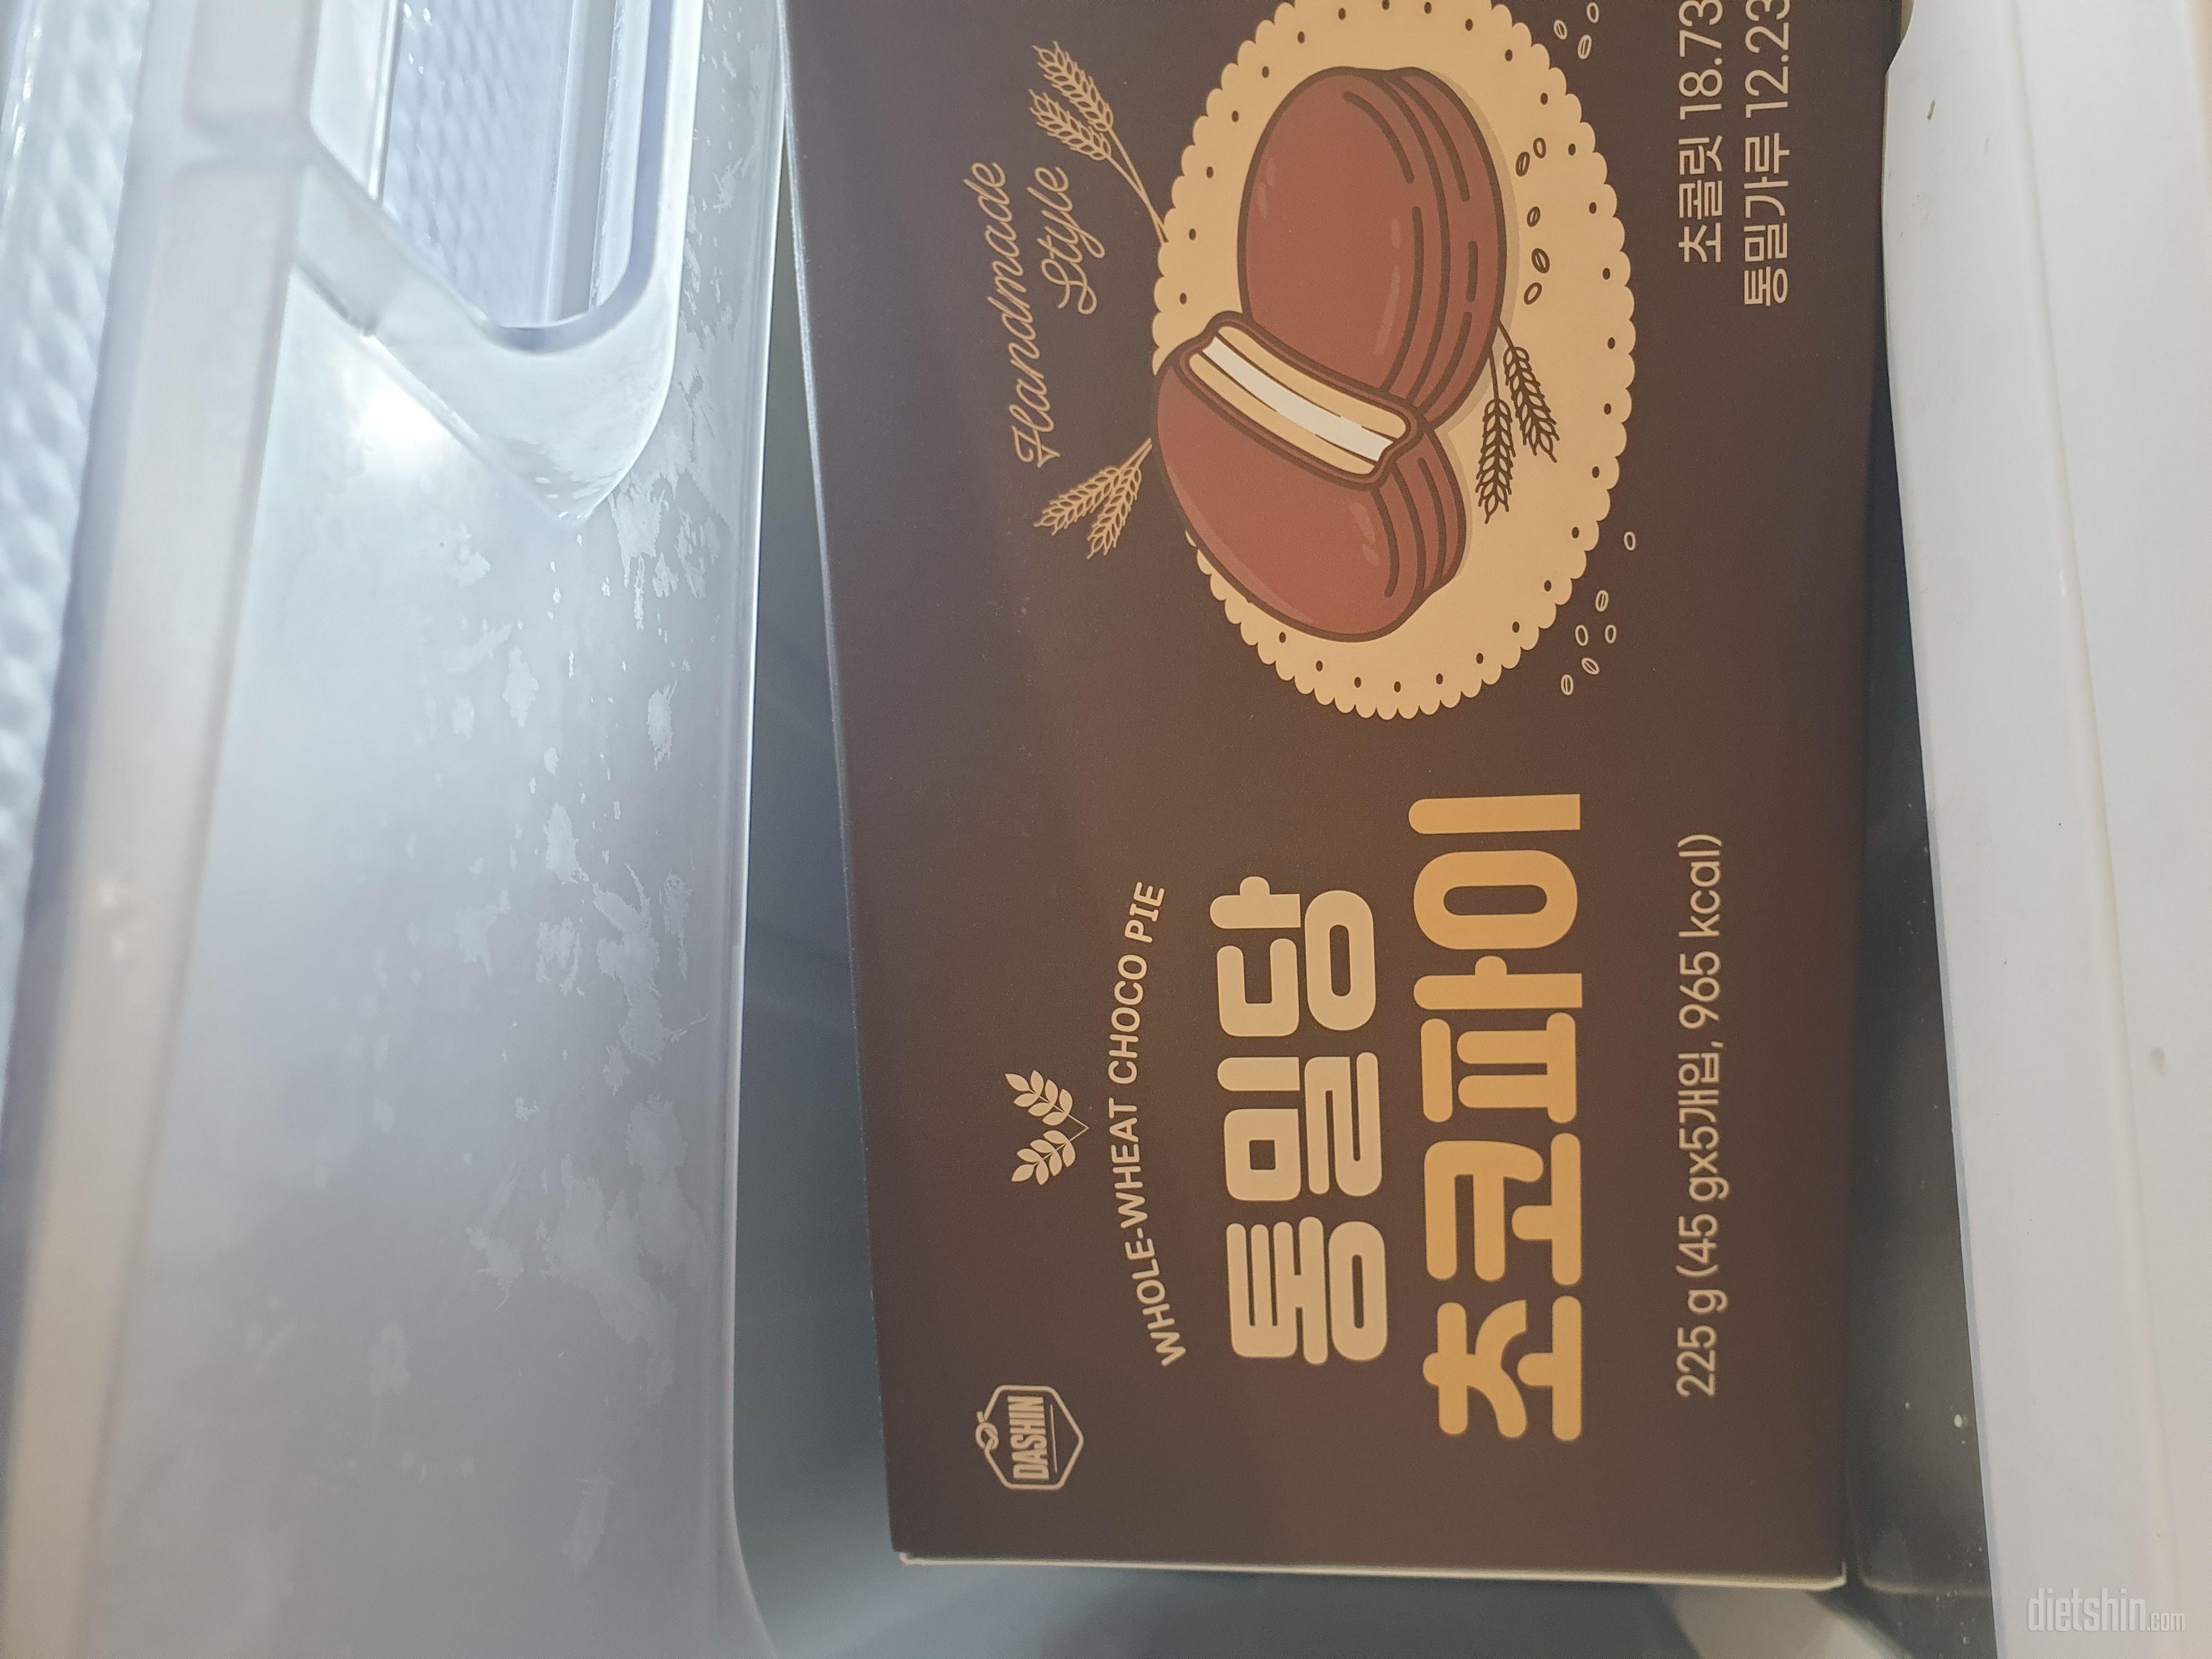 DASHIN
WHOLE-WHEAT CHOCO PIE
통밀당
초코파이
225 g (45 gx5개입, 965 kcal)
Handmade
Style
초콜릿 18.73
통밀가루 12.23
dietshin.com